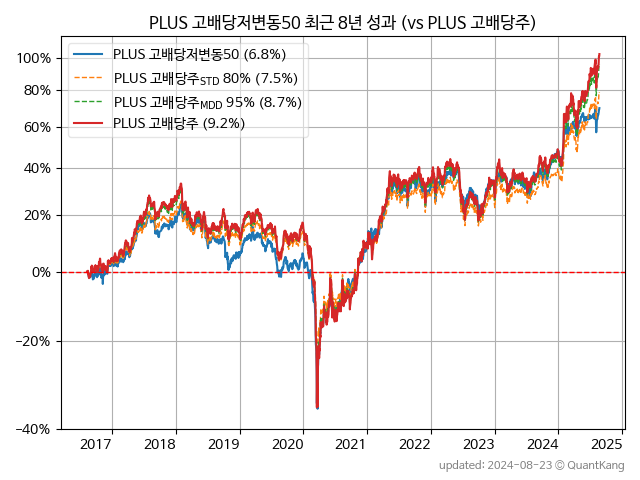 PLUS 고배당저변동50 최근 8년 성과 (vs PLUS 고배당주)
PLUS 고배당저변동50 (6.8%)
PLUS 고배당주STD 80% (7.5%)
PLUS 고배당주MDD 95% (8.7%)
PLUS 고배당주 (9.2%)
100%
80%
60%
40%
20%
0%
−20%
−40%
2017 2018 2019 2020 2021 2022 2023 2024 2025
updated: 2024-08-23 © QuantKang